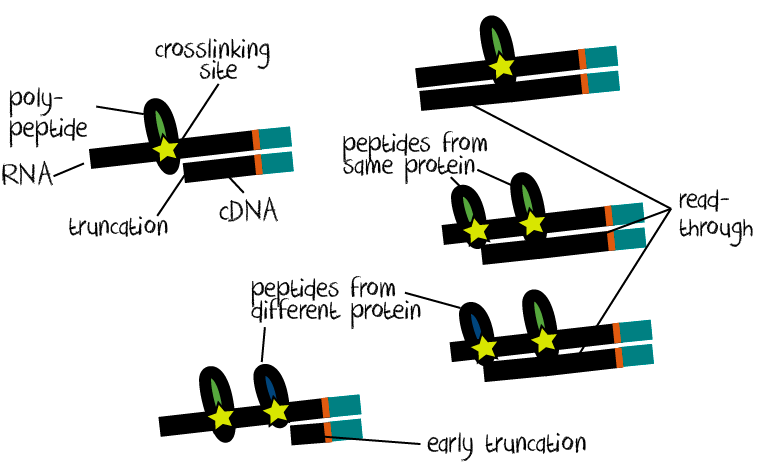 crosslinking
site
poly-
peptide
RNA
truncation
cDNA
peptides from
same protein
read-
through
peptides from
different protein
early truncation